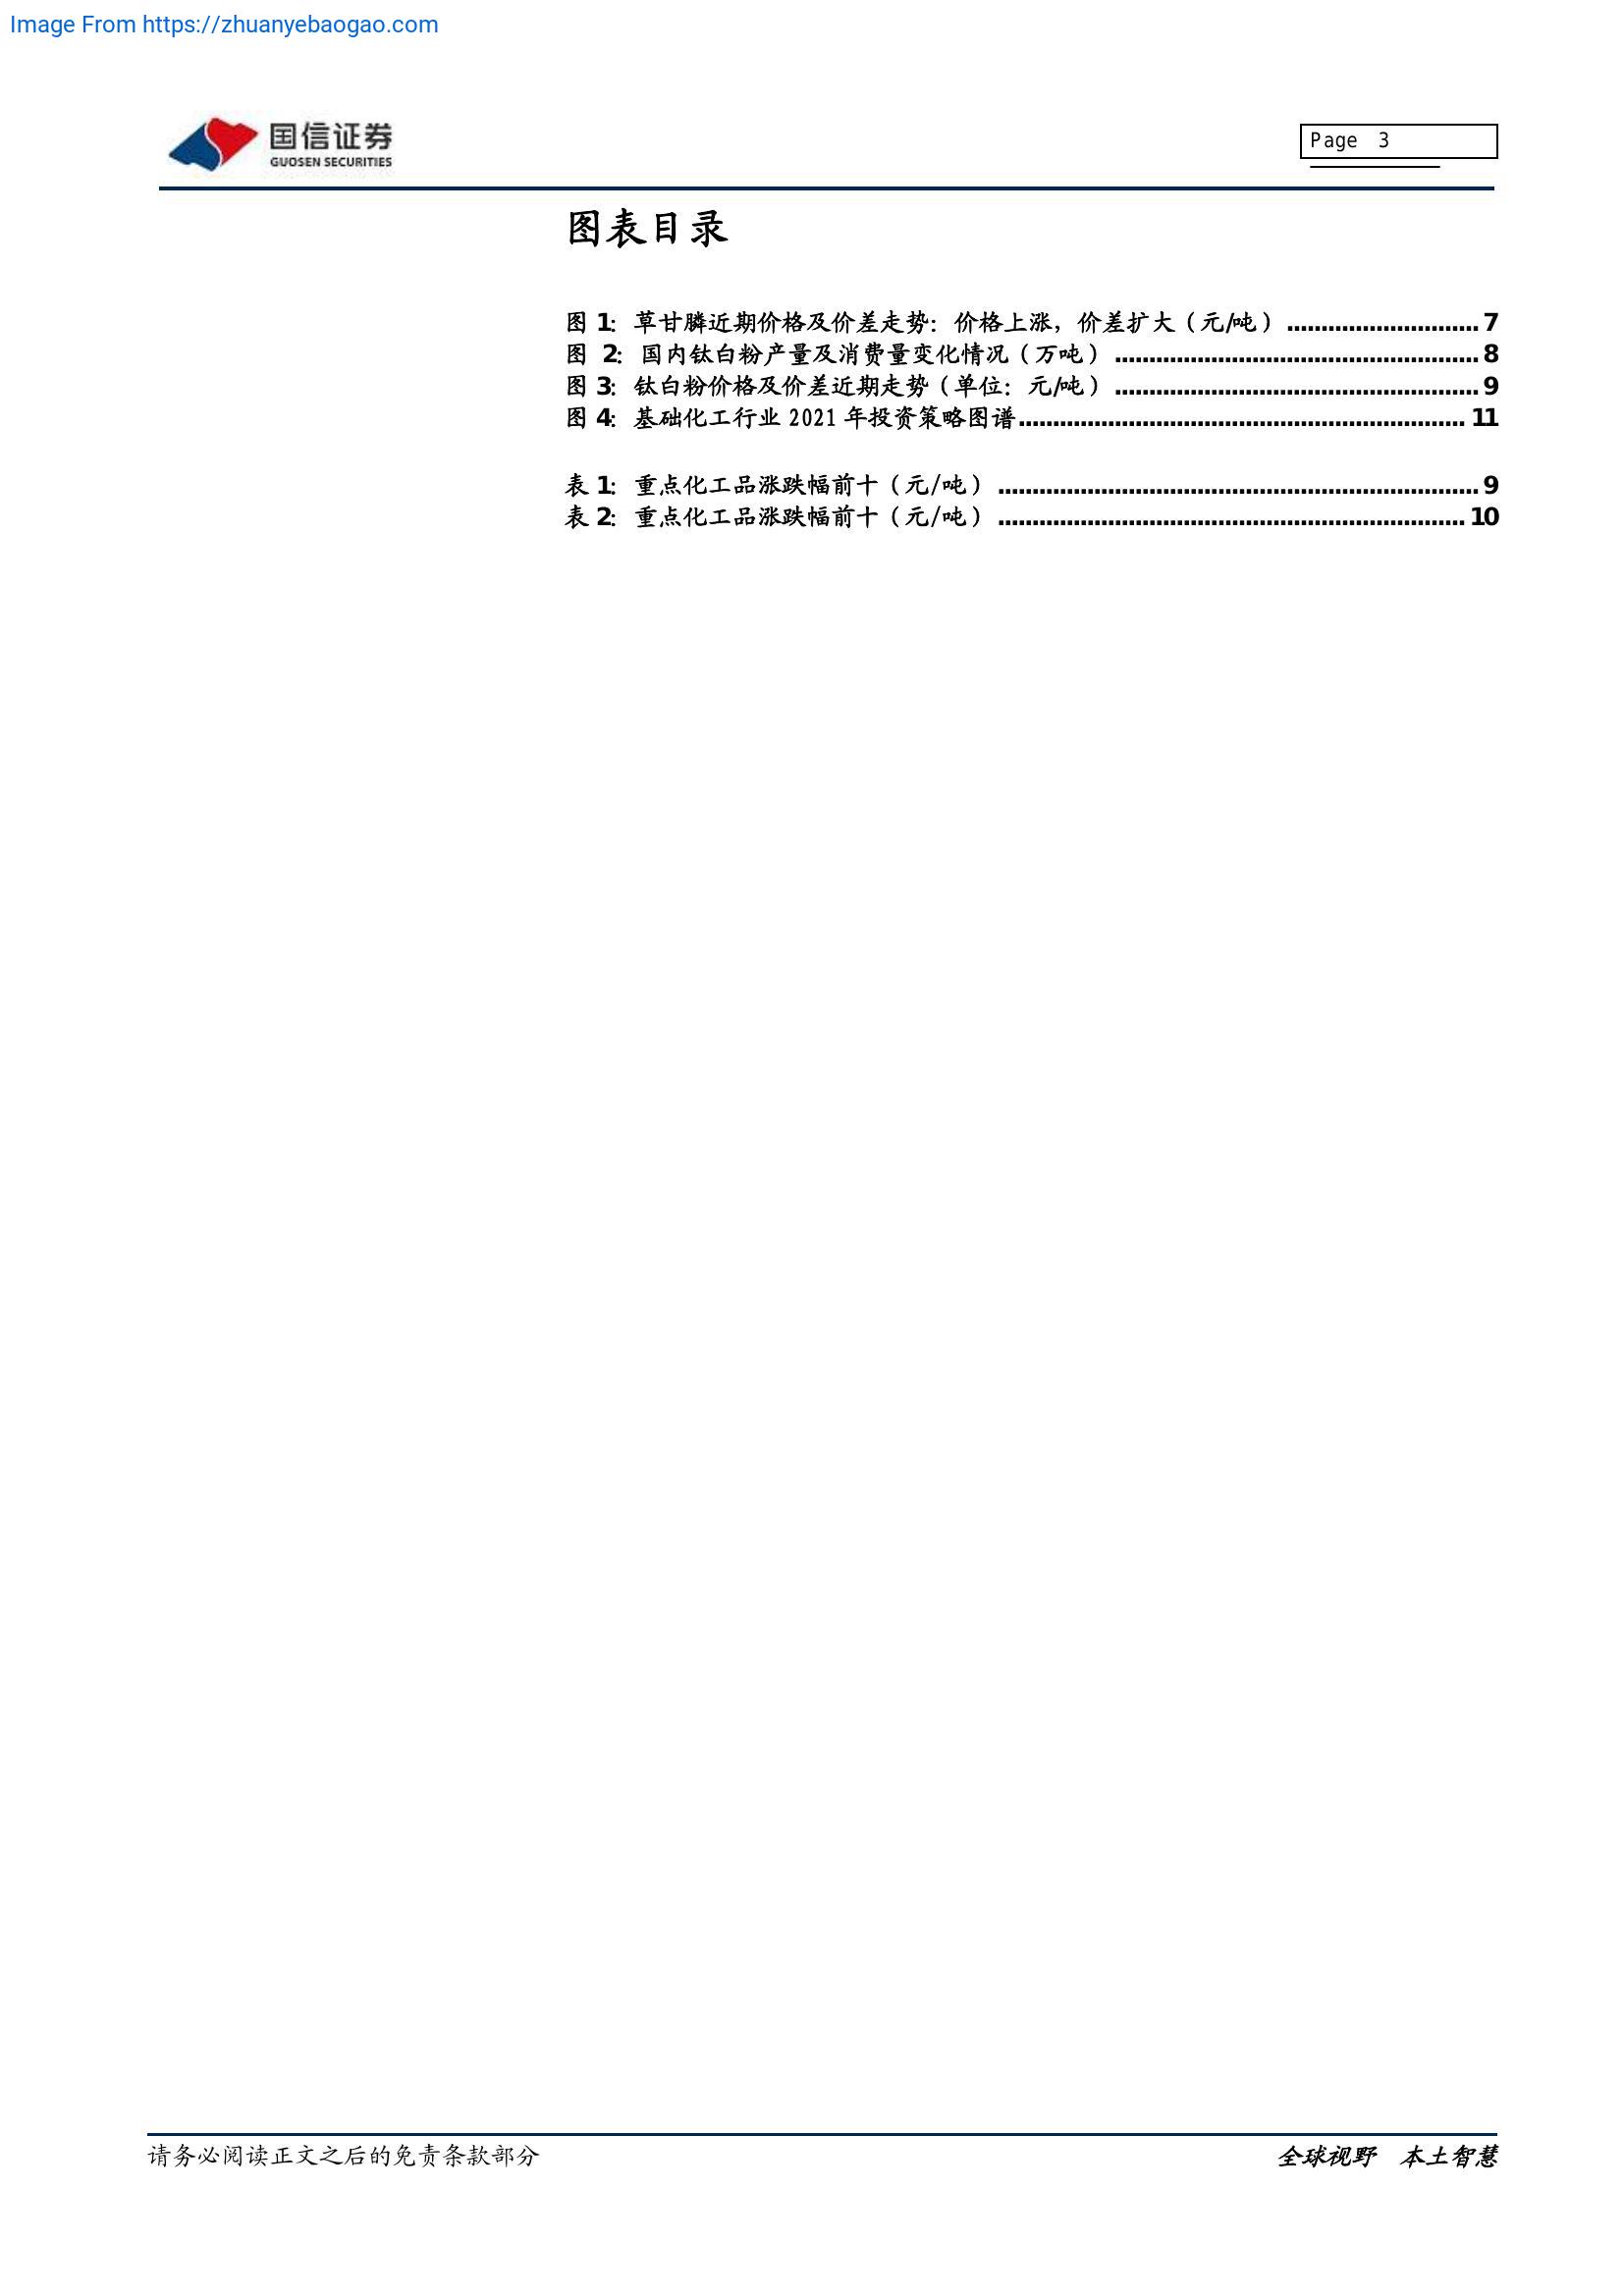 Image From https://zhuanyebaogao.com
国信证券
GUOSEN SECURITIES
Page 3
图表目录
图 1：草甘膦近期价格及价差走势：价格上涨，价差扩大（元/吨）............................7
图 2：国内钛白粉产量及消费量变化情况（万吨）.....................................................8
图 3：钛白粉价格及价差近期走势（单位：元/吨）.....................................................9
图 4：基础化工行业 2021 年投资策略图谱.................................................................11
表 1：重点化工品涨跌幅前十（元/吨）......................................................................9
表 2：重点化工品涨跌幅前十（元/吨）....................................................................10
请务必阅读正文之后的免责条款部分
全球视野 本土智慧